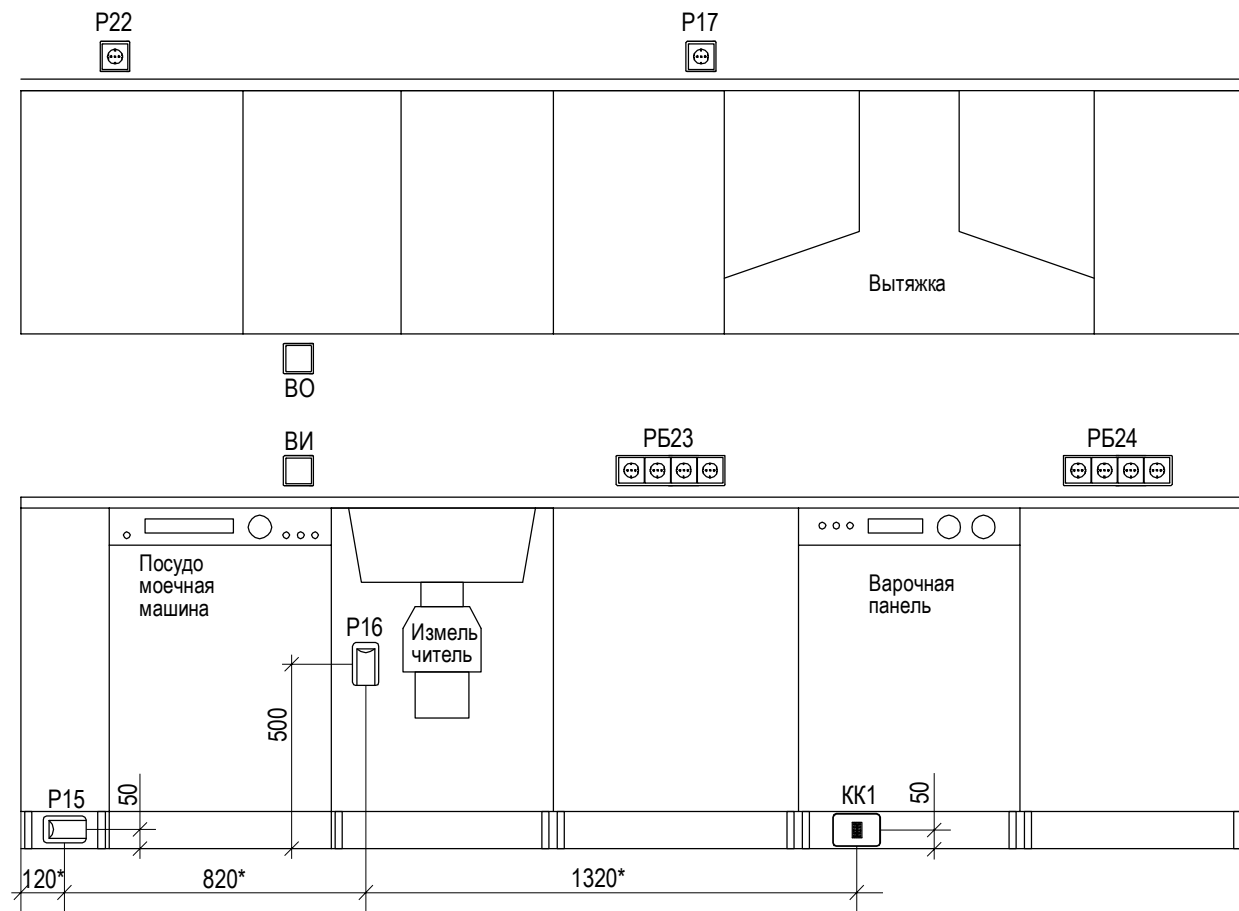 Р22
Р17
Вытяжка
ВО
ВИ
РБ23
РБ24
Посудо
моечная
машина
Варочная
панель
Р16
Измель
читель
500
Р15
50
КК1
50
120*
820*
1320*